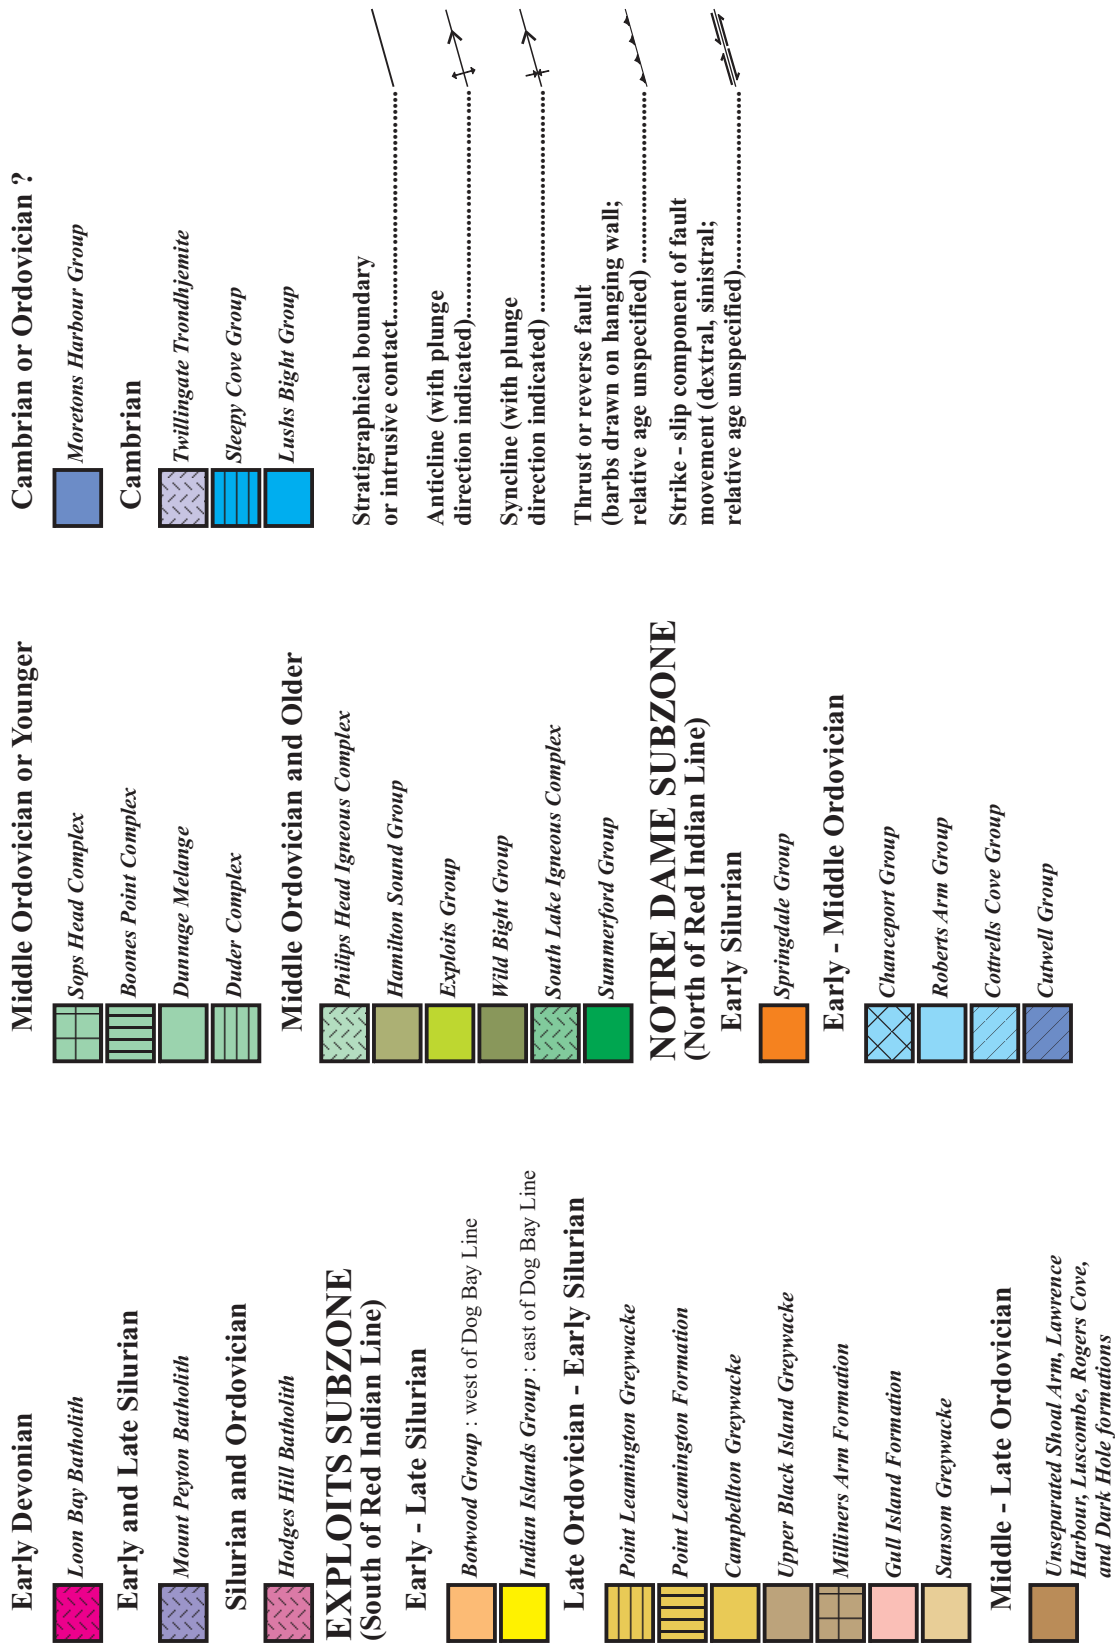 Early Devonian
Loon Bay Batholith
Early and Late Silurian
Mount Peyton Batholith
Silurian and Ordovician
Hodges Hill Batholith
EXPLOITS SUBZONE
(South of Red Indian Line)
Early - Late Silurian
Botwood Group : west of Dog Bay Line
Indian Islands Group : east of Dog Bay Line
Late Ordovician - Early Silurian
Point Leamington Greywacke
Point Leamington Formation
Campbellton Greywacke
Upper Black Island Greywacke
Milliners Arm Formation
Gull Island Formation
Sansom Greywacke
Middle - Late Ordovician
Unseparated Shoal Arm, Lawrence
Harbour, Luscombe, Rogers Cove,
and Dark Hole formations
Middle Ordovician or Younger
Sops Head Complex
Boones Point Complex
Dunnage Melange
Duder Complex
Middle Ordovician and Older
Philips Head Igneous Complex
Hamilton Sound Group
Exploits Group
Wild Bight Group
South Lake Igneous Complex
Summerford Group
NOTRE DAME SUBZONE
(North of Red Indian Line)
Early Silurian
Springdale Group
Early - Middle Ordovician
Chanceport Group
Roberts Arm Group
Cottrells Cove Group
Cutwell Group
Cambrian or Ordovician ?
Moretons Harbour Group
Cambrian
Twillingate Trondhjemite
Sleepy Cove Group
Lushs Bight Group
Stratigraphical boundary
or intrusive contact
Anticline (with plunge
direction indicated)
Syncline (with plunge
direction indicated)
Thrust or reverse fault
(barbs drawn on hanging wall;
relative age unspecified)
Strike - slip component of fault
movement (dextral, sinistral;
relative age unspecified)